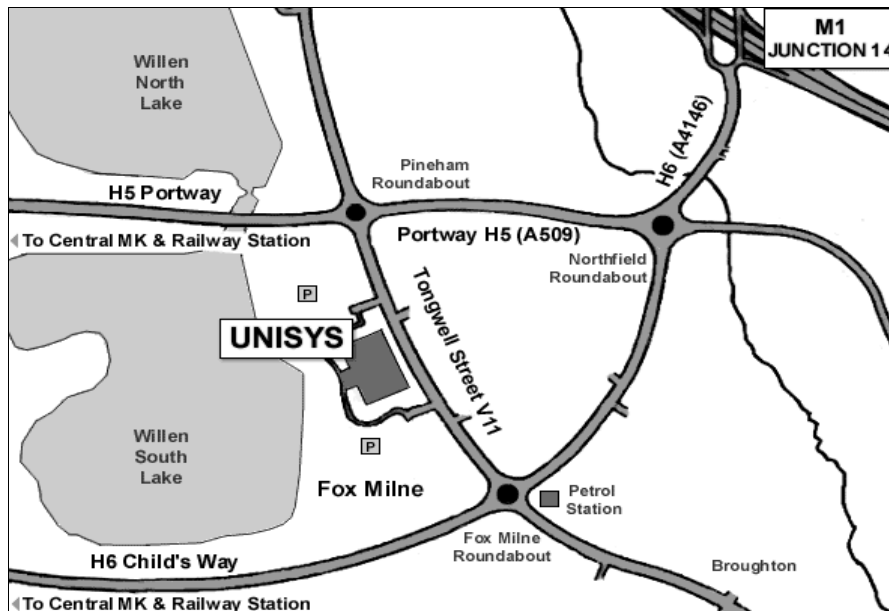 M1
JUNCTION 14
Willen
North
Lake
H6 (A4146)
Pineham
Roundabout
H5 Portway
To Central MK & Railway Station
Portway H5 (A509)
Northfield
Roundabout
P
Tongwell Street V11
UNISYS
Willen
South
Lake
P
Fox Milne
Petrol
Station
Fox Milne
Roundabout
H6 Child's Way
Broughton
To Central MK & Railway Station